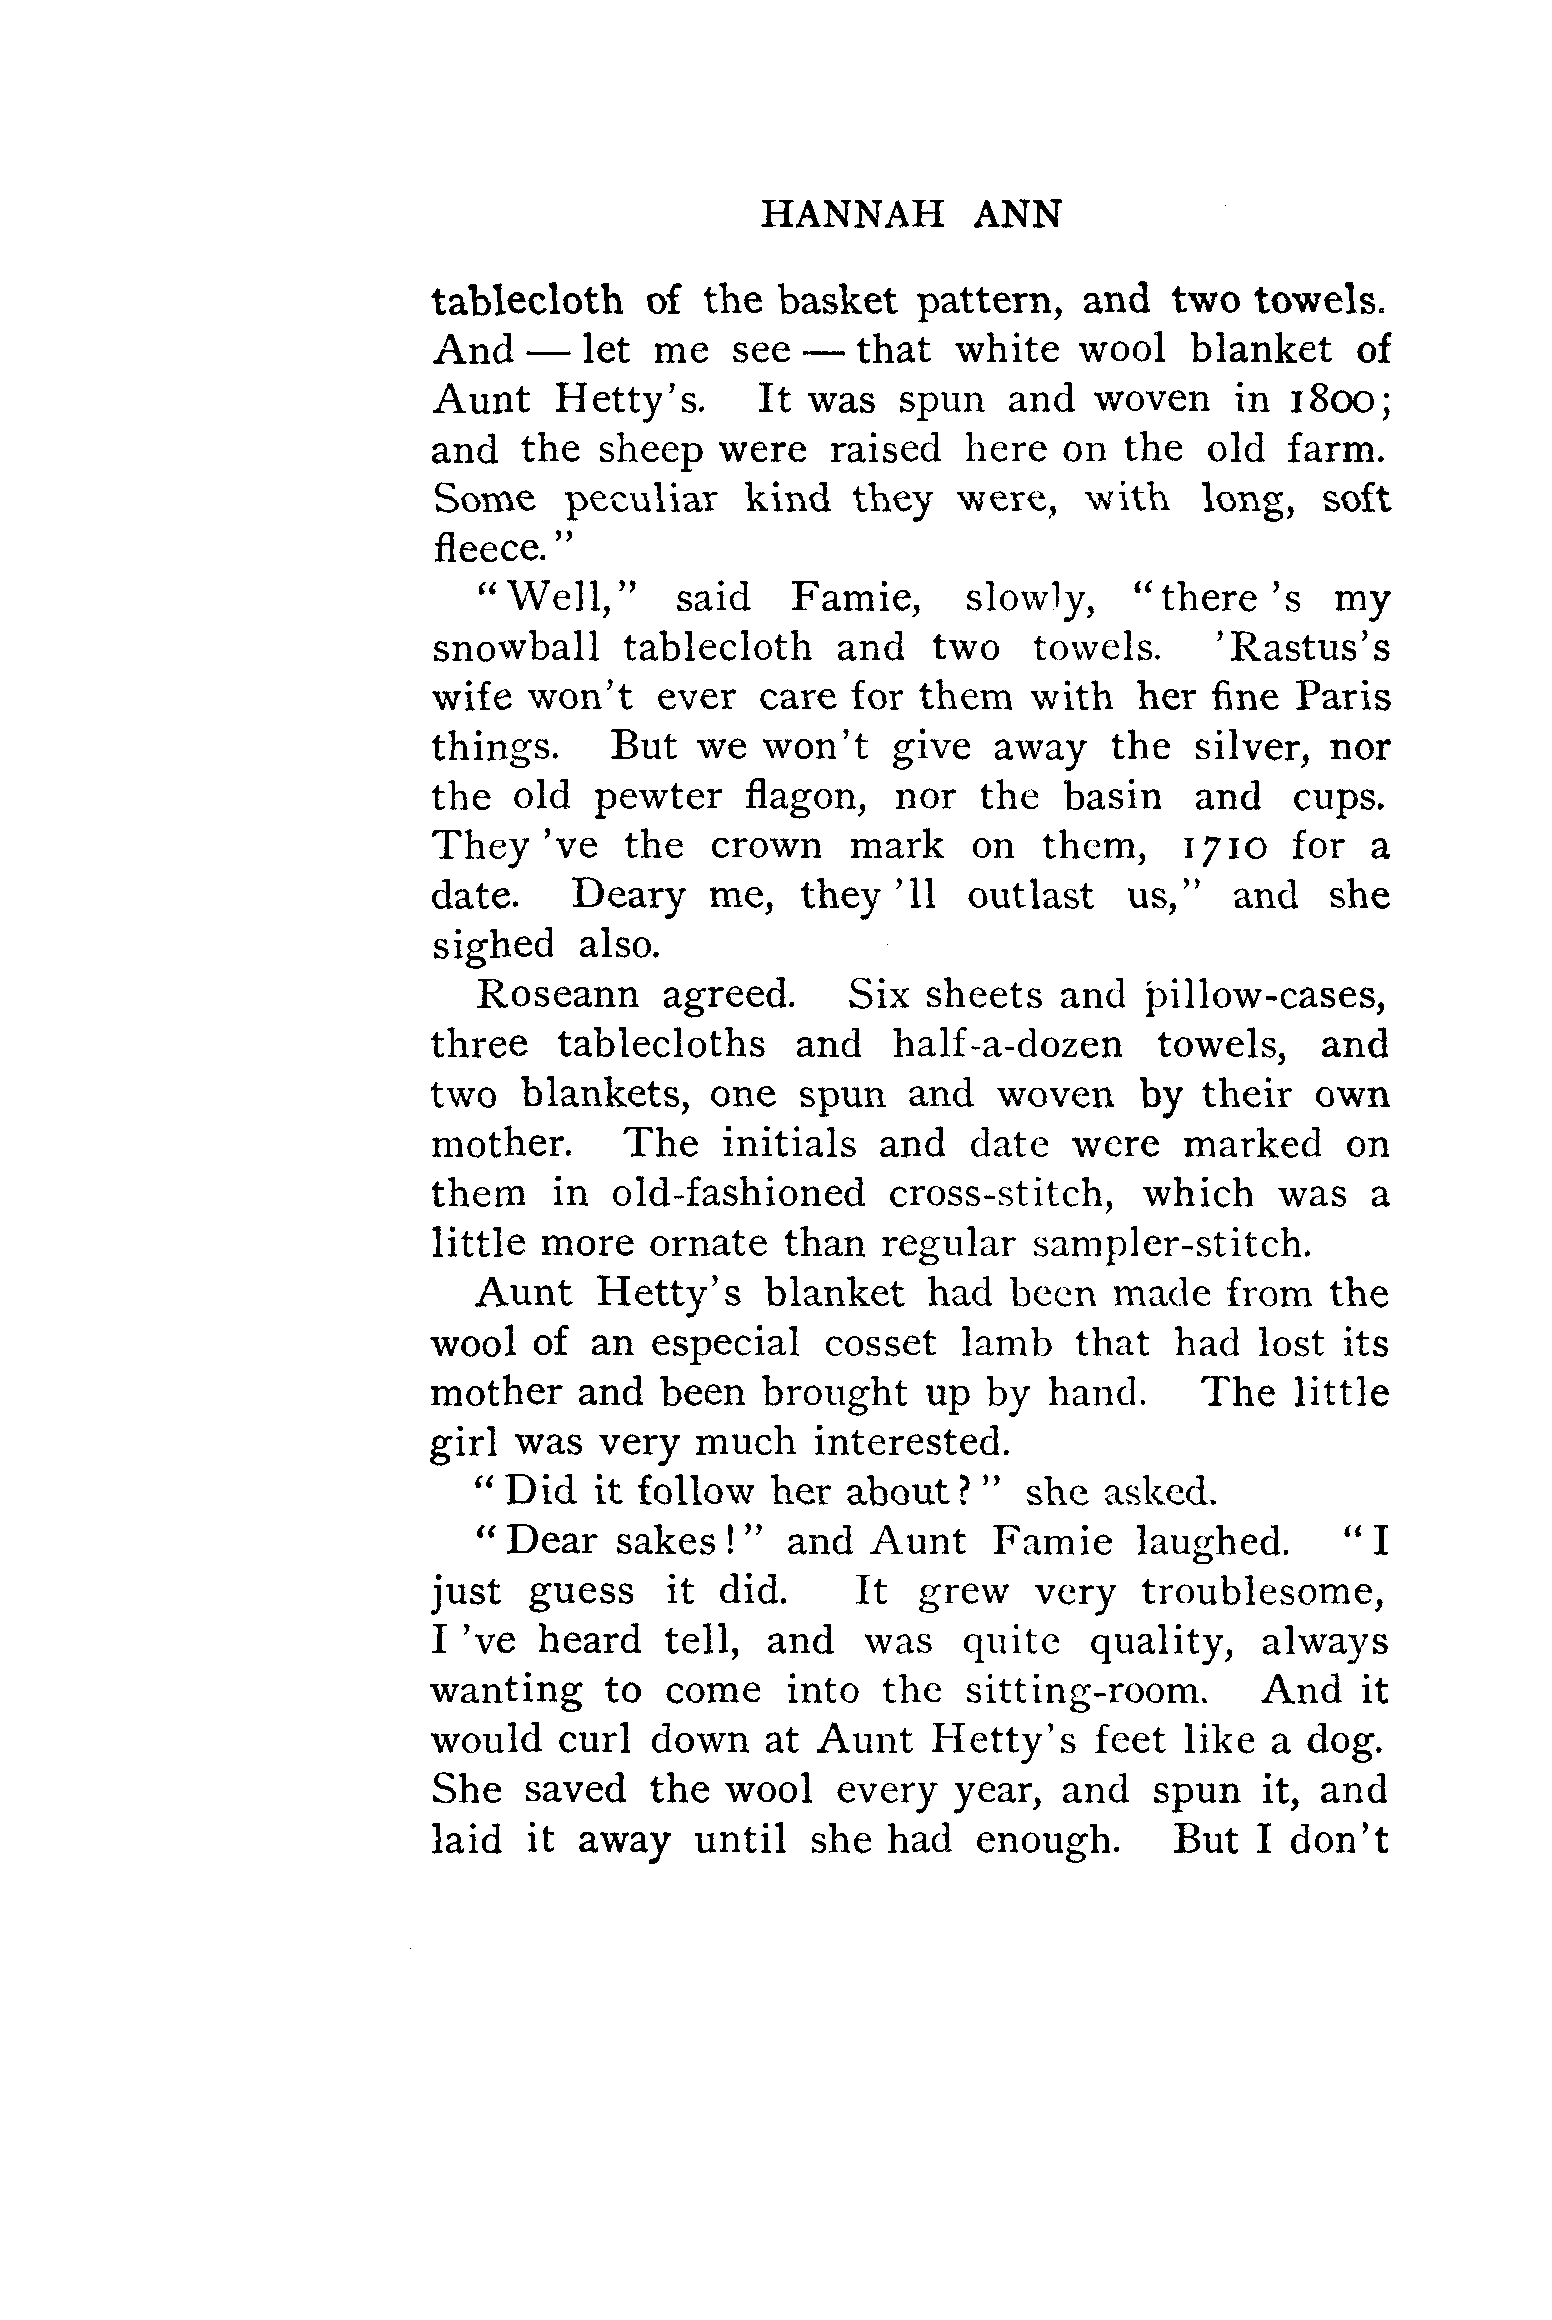 HANNAH ANN
tablecloth of the basket pattern, and two towels.
And — let me see — that white wool blanket of
Aunt Hetty's. It was spun and woven in 1800;
and the sheep were raised here on the old farm.
Some peculiar kind they were, with long, soft
fleece."
"Well," said Famie, slowly, "there 's my
snowball tablecloth and two towels. 'Rastus's
wife won't ever care for them with her fine Paris
things. But we won't give away the silver, nor
the old pewter flagon, nor the basin and cups.
They 've the crown mark on them, 1710 for a
date. Deary me, they 'll outlast us," and she
sighed also.
Roseann agreed. Six sheets and pillow-cases,
three tablecloths and half-a-dozen towels, and
two blankets, one spun and woven by their own
mother. The initials and date were marked on
them in old-fashioned cross-stitch, which was a
little more ornate than regular sampler-stitch.
Aunt Hetty's blanket had been made from the
wool of an especial cosset lamb that had lost its
mother and been brought up by hand. The little
girl was very much interested.
"Did it follow her about?" she asked.
"Dear sakes!" and Aunt Famie laughed. "I
just guess it did. It grew very troublesome,
I 've heard tell, and was quite quality, always
wanting to come into the sitting-room. And it
would curl down at Aunt Hetty's feet like a dog.
She saved the wool every year, and spun it, and
laid it away until she had enough. But I don't